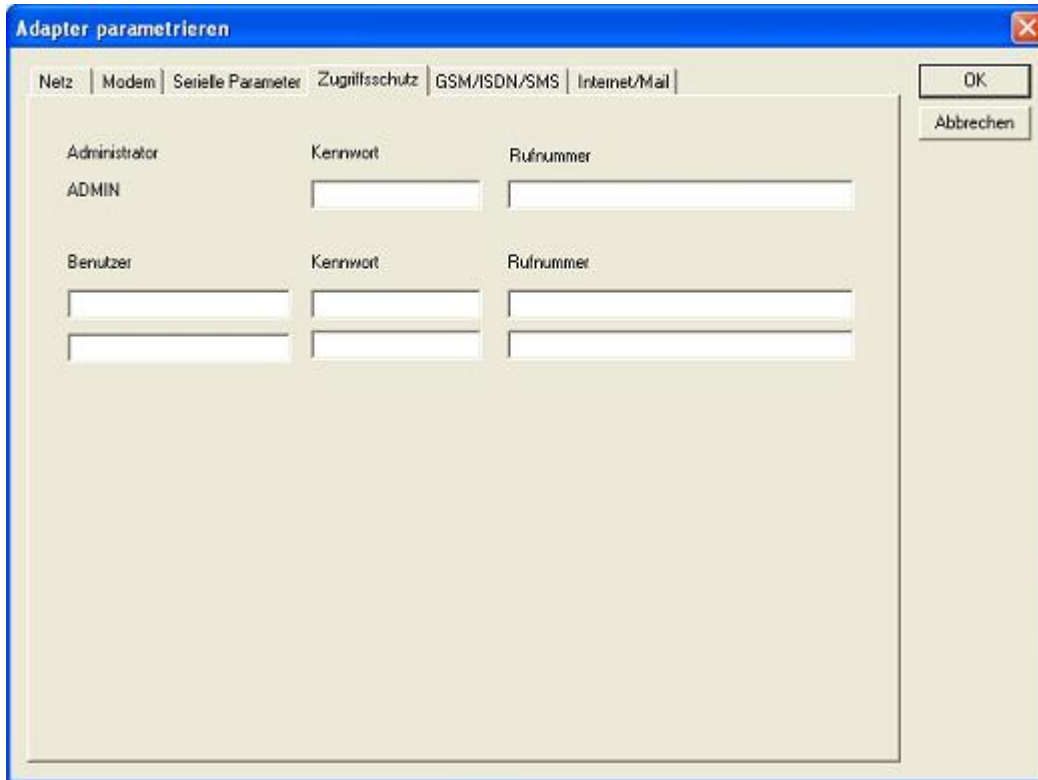 Adapter parametrieren
Netz Modem Serielle Parameter Zugriffsschutz GSM/ISDN/SMS Internet/Mail
OK
Abbrechen
Administrator Kennwort Rufnummer
ADMIN
Benutzer Kennwort Rufnummer